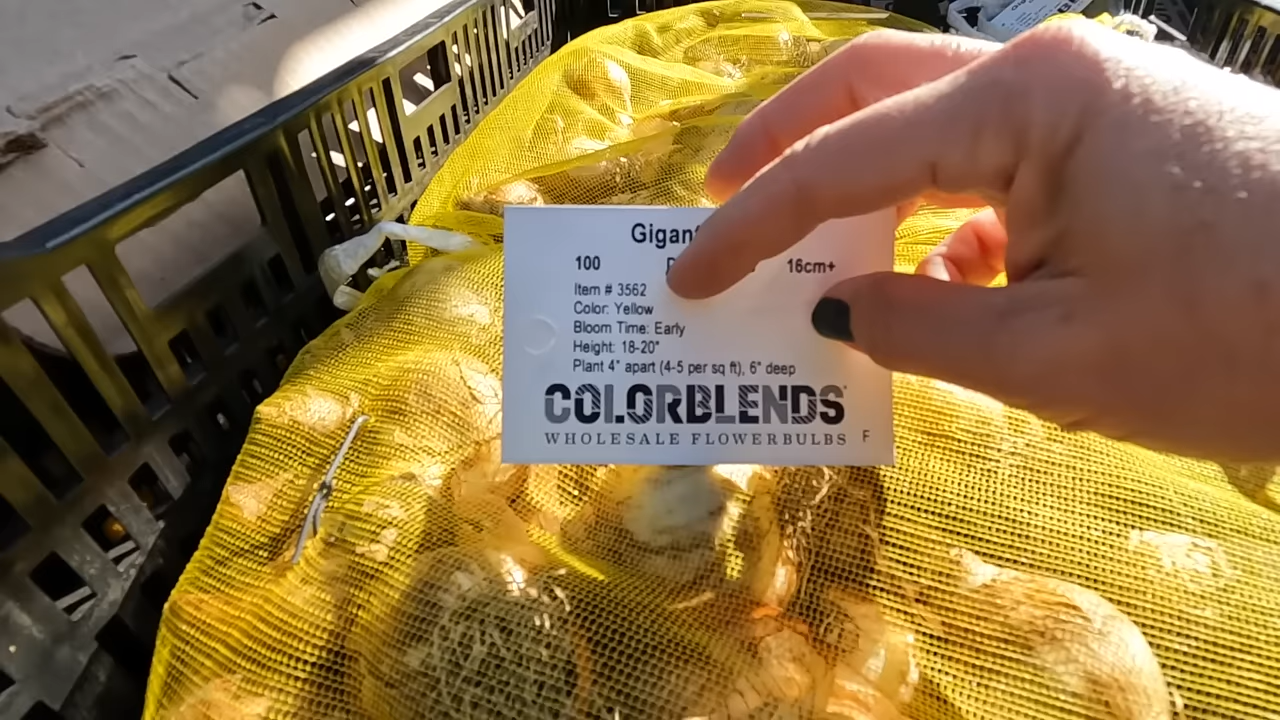 100 16cm+
Item # 3562
Color: Yellow
Bloom Time: Early
Height: 18-20"
Plant 4" apart (4-5 per sq ft), 6" deep
COLORBLENDS
WHOLESALE FLOWERBULBS F